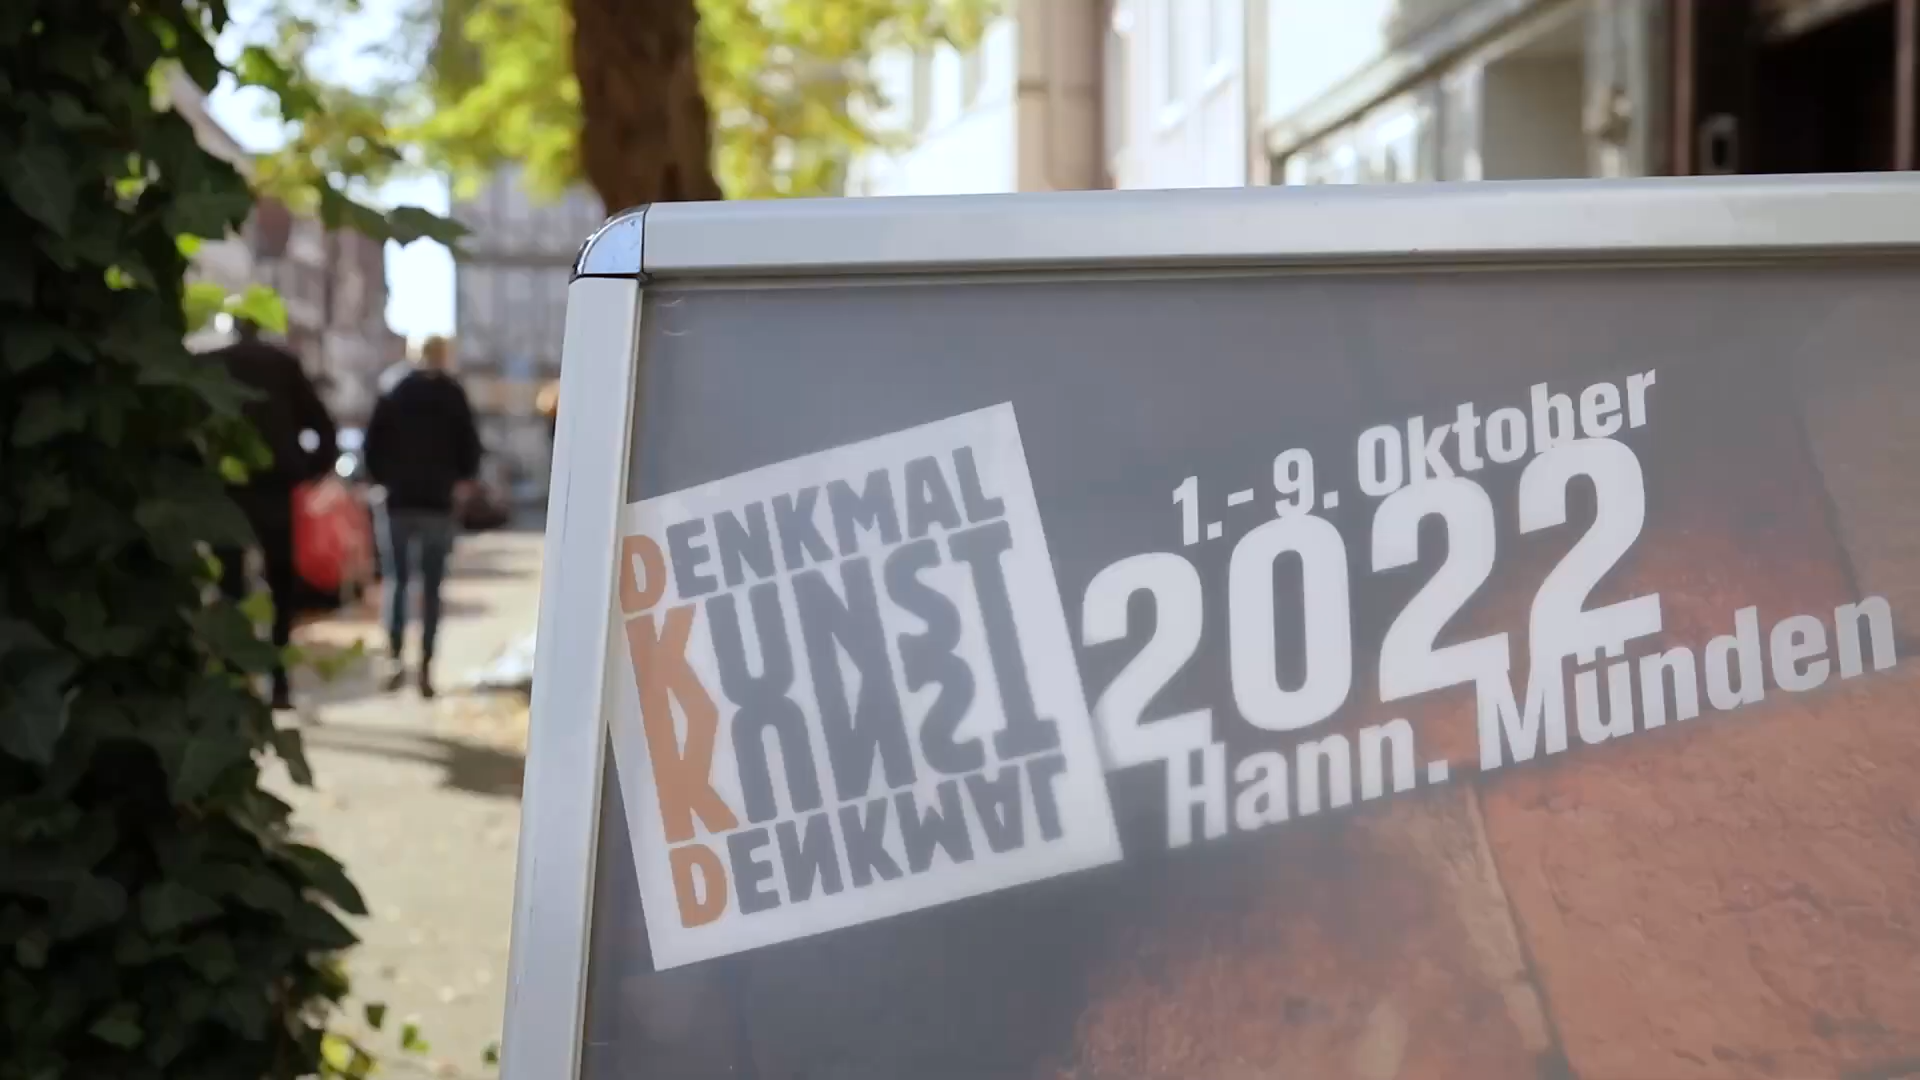 DENKMAL
KUNST
KUNST
DENKMAL
1.- 9. Oktober
2022
Hann. Münden